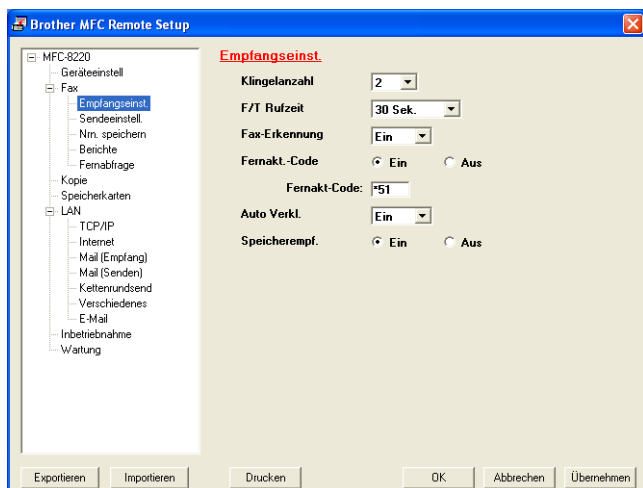 Brother MFC Remote Setup
MFC-8220
Geräteeinstell
Fax
Empfangseinst.
Sendeeinstell.
Nrn. speichern
Berichte
Fernabfrage
Kopie
Speicherkarten
LAN
TCP/IP
Internet
Mail (Empfang)
Mail (Senden)
Kettenrundsend
Verschiedenes
E-Mail
Inbetriebnahme
Wartung
Empfangseinst.
Klingelanzahl 2
F/T Rufzeit 30 Sek.
Fax-Erkennung Ein
Fernakt.-Code Ein Aus
Fernakt-Code: *51
Auto Verkl. Ein
Speicherempf. Ein Aus
Exportieren Importieren Drucken OK Abbrechen Übernehmen